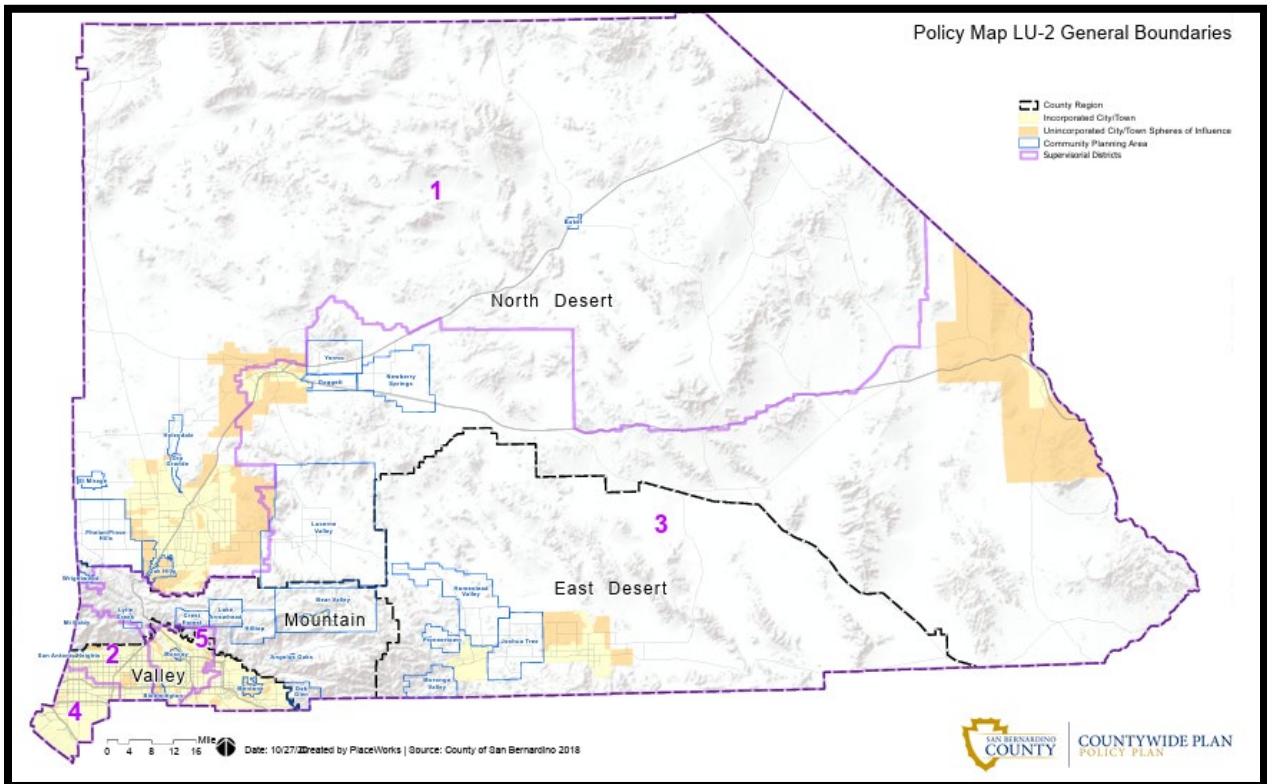 Policy Map LU-2 General Boundaries
County Region
Incorporated City/Town
Unincorporated City/Town Spheres of Influence
Community Planning Area
Supervisorial Districts
1
Baker
North Desert
Yermo
Daggett
Newberry
Springs
Helendale
Oro
Grande
El Mirage
Phelan/Pinon
Hills
Oak Hills
Lucerne
Valley
3
East Desert
Wrightwood
Lytle
Creek
Mt Baldy
Crest
Forest
Lake
Arrowhead
Hilltop
Bear Valley
Mountain
Homestead
Valley
Pioneertown
Joshua Tree
Morongo
Valley
Angelus Oaks
San Antonio Heights
2
5
Muscoy
Valley
Bloomington
Mentone
Oak
Glen
4
Mile
0 4 8 12 16
Date: 10/27/20
Created by PlaceWorks | Source: County of San Bernardino 2018
SAN BERNARDINO
COUNTY
COUNTYWIDE PLAN
POLICY PLAN